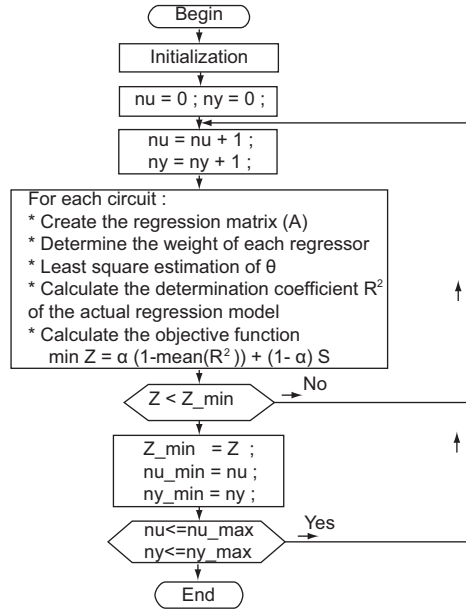 Begin
Initialization
nu = 0 ; ny = 0 ;
nu = nu + 1 ;
ny = ny + 1 ;
For each circuit :
* Create the regression matrix (A)
* Determine the weight of each regressor
* Least square estimation of θ
* Calculate the determination coefficient R²
of the actual regression model
* Calculate the objective function
min Z = α (1-mean(R²)) + (1- α) S
No
Z < Z_min
Z_min = Z ;
nu_min = nu ;
ny_min = ny ;
nu<=nu_max
Yes
ny<=ny_max
End